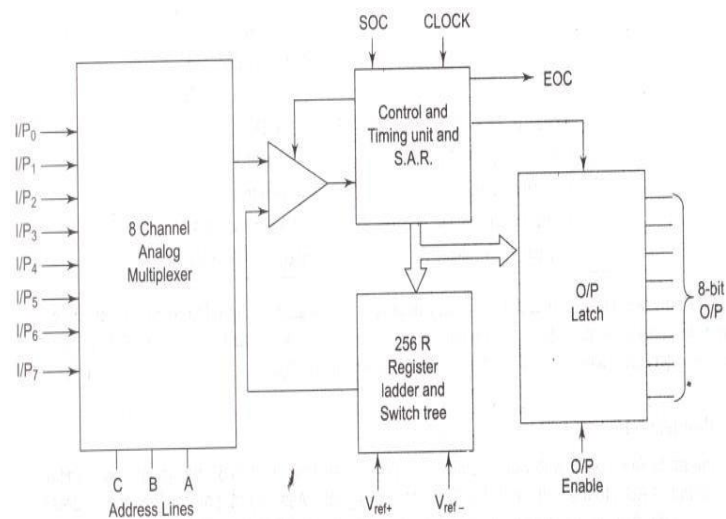 SOC CLOCK
EOC
Control and
Timing unit and
S.A.R.
I/P0
I/P1
I/P2
I/P3
I/P4
I/P5
I/P6
I/P7
8 Channel
Analog
Multiplexer
O/P
Latch
8-bit
O/P
256 R
Register
ladder and
Switch tree
C B A
Address Lines
Vref+ Vref–
O/P
Enable